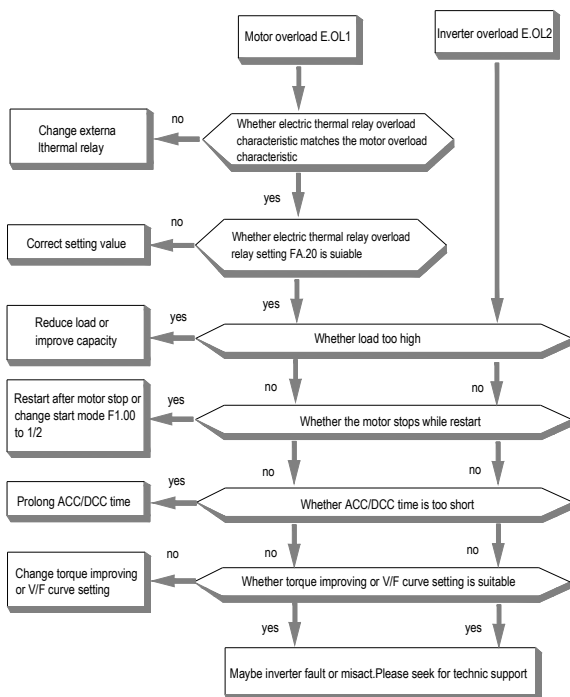 Motor overload E.OL1
Inverter overload E.OL2
no
Change externa
lthermal relay
Whether electric thermal relay overload
characteristic matches the motor overload
characteristic
yes
no
Correct setting value
Whether electric thermal relay overload
relay setting FA.20 is suiable
yes
yes
Reduce load or
improve capacity
Whether load too high
no
no
yes
Restart after motor stop or
change start mode F1.00
to 1/2
Whether the motor stops while restart
no
no
yes
Prolong ACC/DCC time
Whether ACC/DCC time is too short
no
no
no
Change torque improving
or V/F curve setting
Whether torque improving or V/F curve setting is suitable
yes
yes
Maybe inverter fault or misact.Please seek for technic support